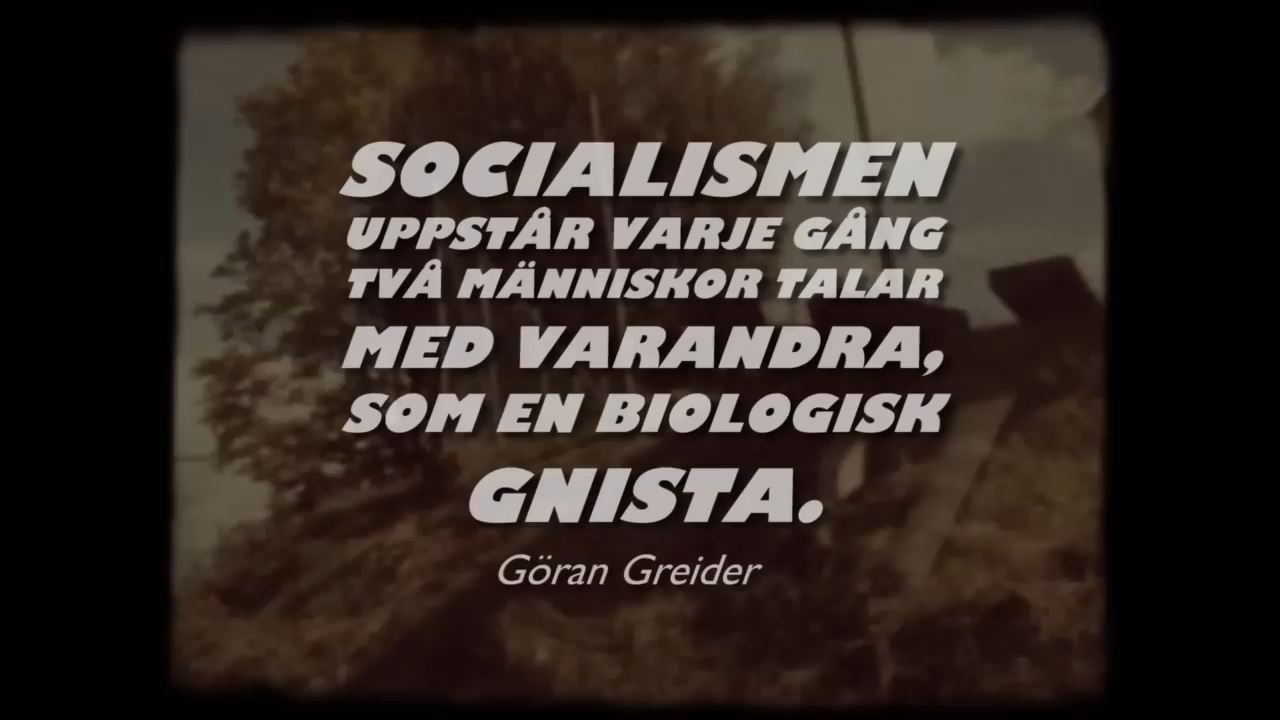 SOCIALISMEN
UPPSTÅR VARJE GÅNG
TVÅ MÄNNISKOR TALAR
MED VARANDRA,
SOM EN BIOLOGISK
GNISTA.
Göran Greider